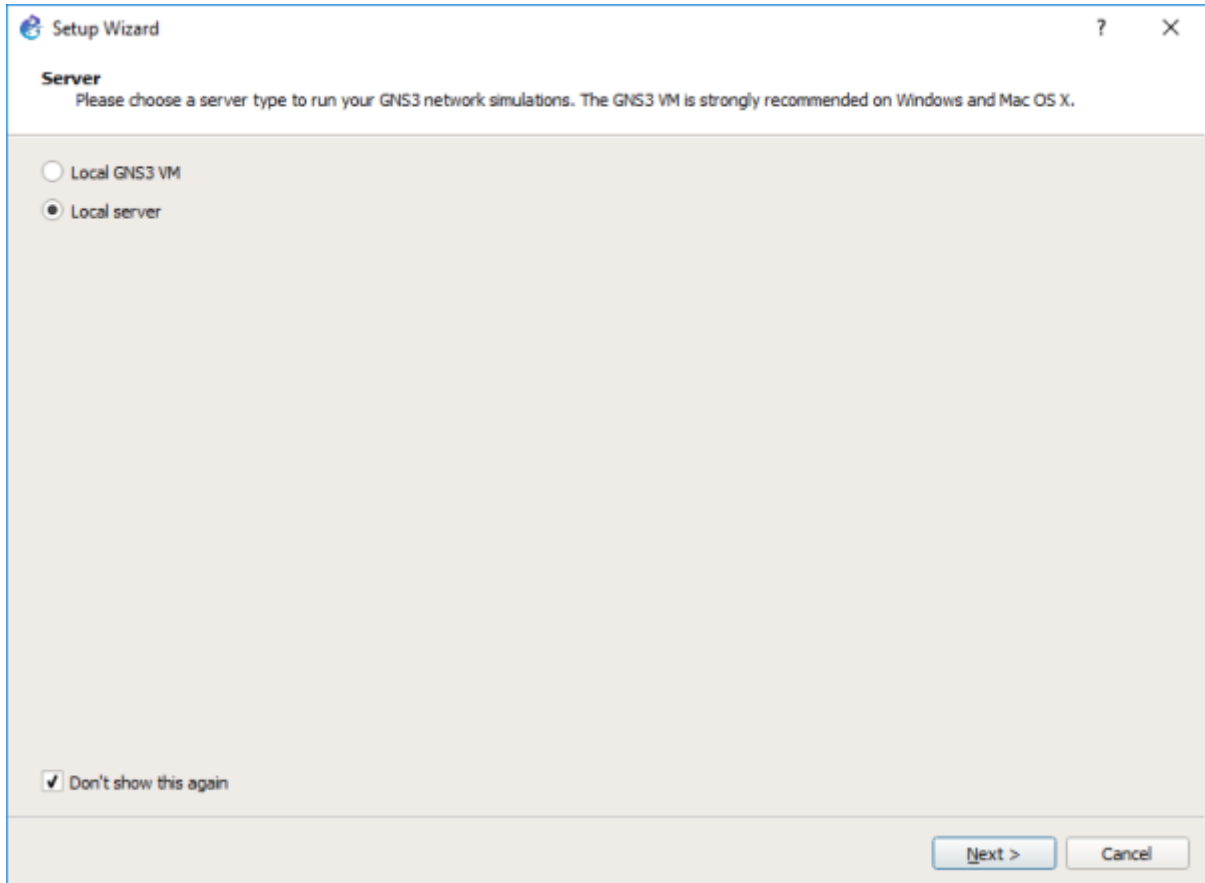 Setup Wizard
?
Server
Please choose a server type to run your GNS3 network simulations. The GNS3 VM is strongly recommended on Windows and Mac OS X.
Local GNS3 VM
Local server
Don't show this again
Next >
Cancel